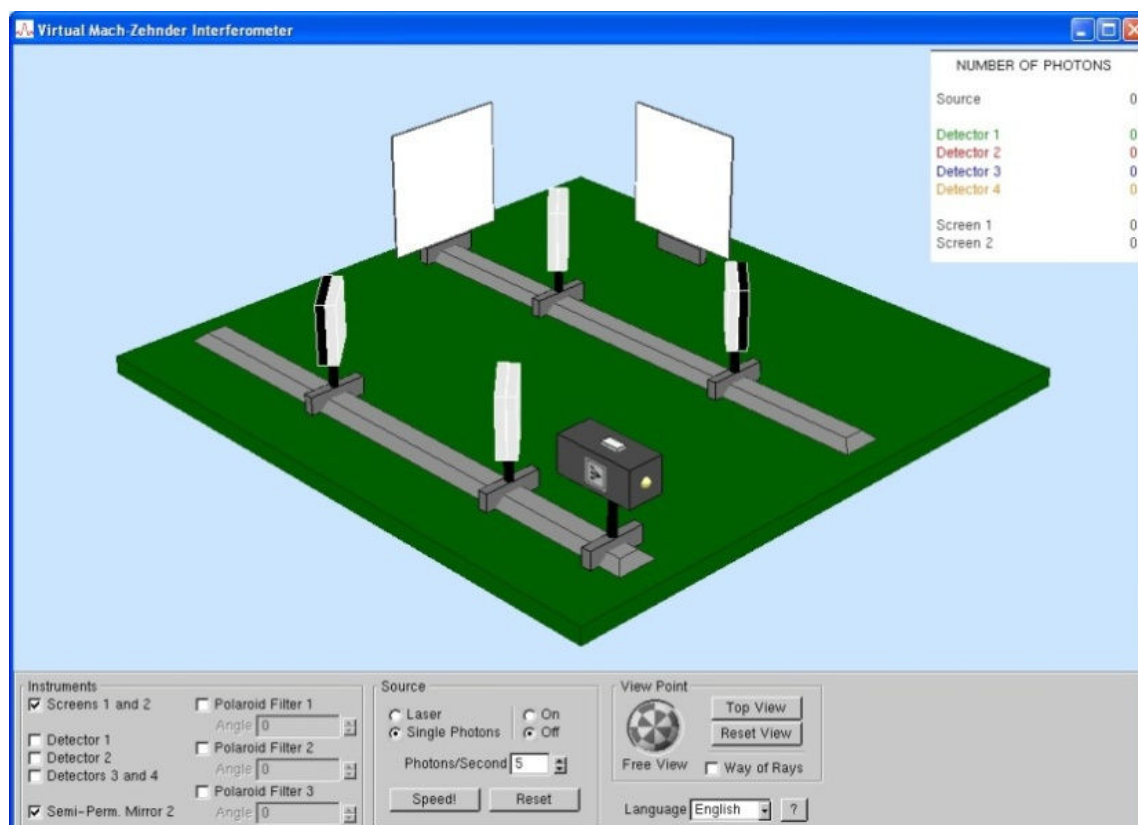 Virtual Mach-Zehnder Interferometer
NUMBER OF PHOTONS
Source 0
Detector 1 0
Detector 2 0
Detector 3 0
Detector 4 0
Screen 1 0
Screen 2 0
Instruments
Screens 1 and 2
Detector 1
Detector 2
Detectors 3 and 4
Semi-Perm. Mirror 2
Polaroid Filter 1
Angle 0
Polaroid Filter 2
Angle 0
Polaroid Filter 3
Angle 0
Source
Laser
Single Photons
On
Off
Photons/Second 5
Speed!
Reset
View Point
Free View
Top View
Reset View
Way of Rays
Language English ?